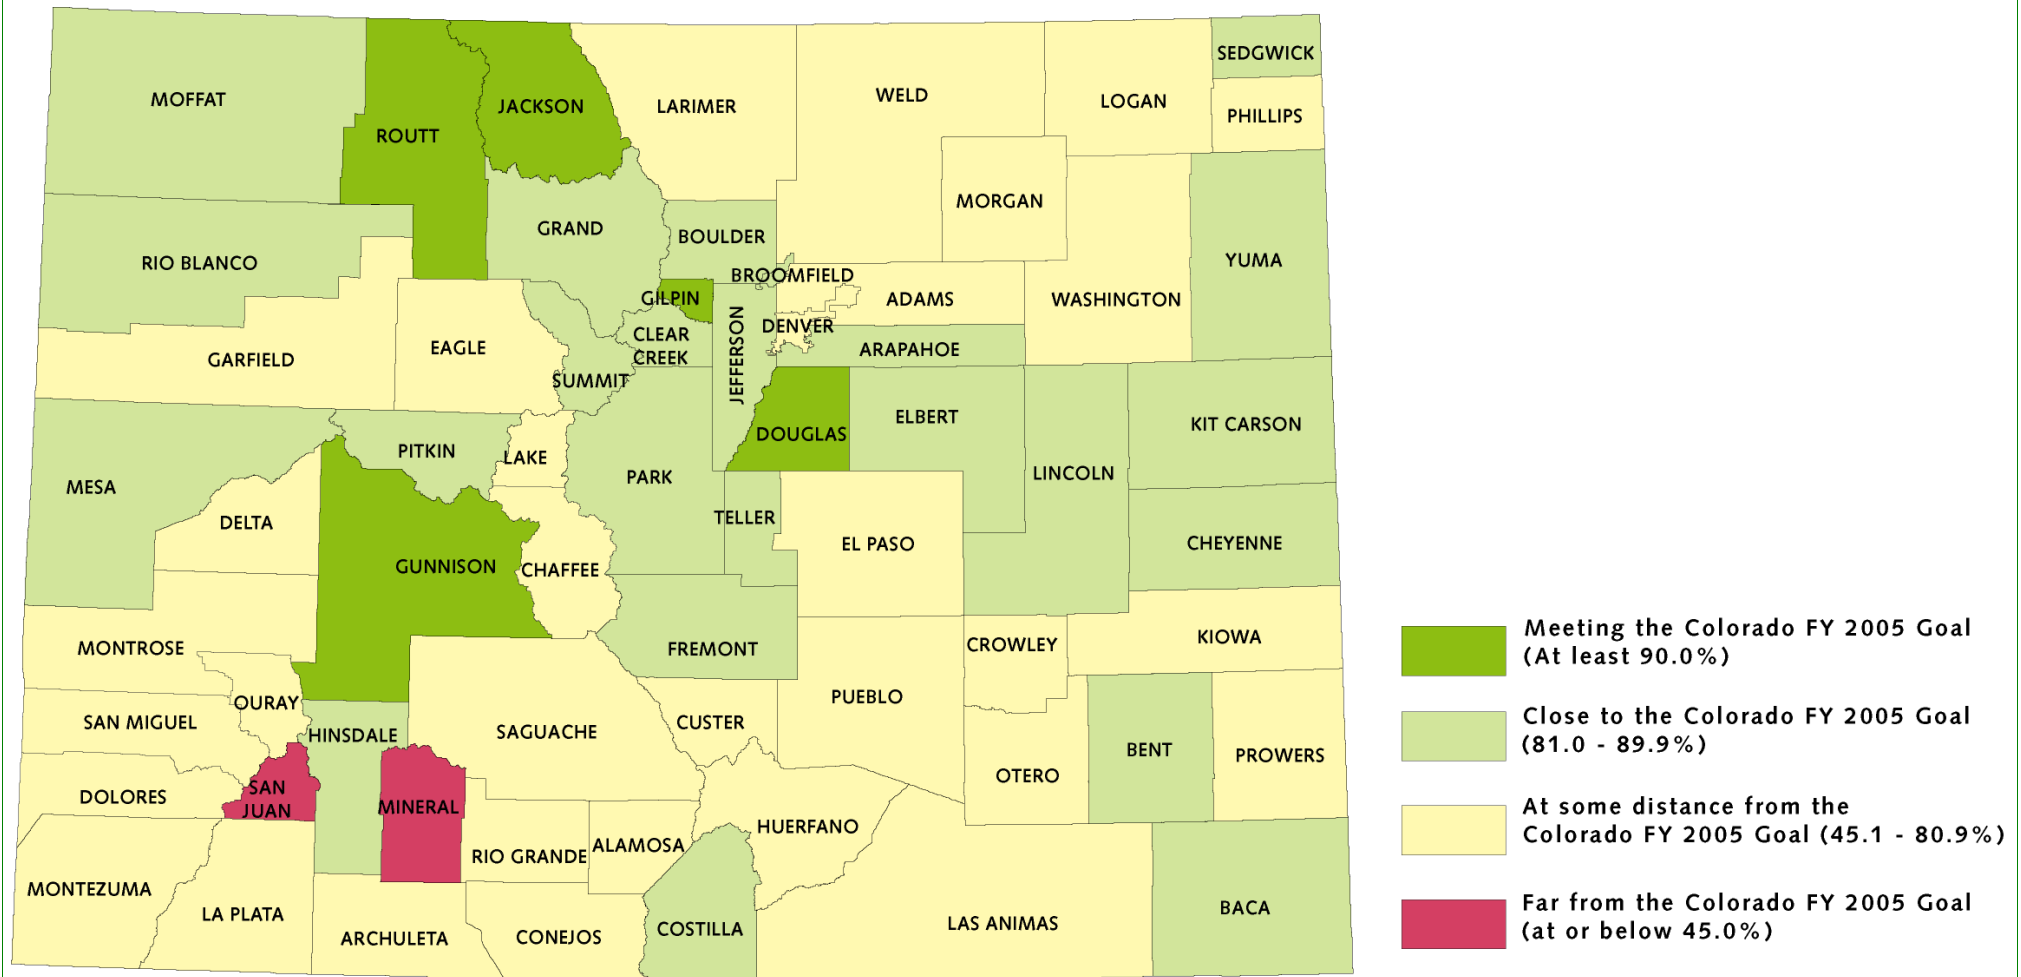 SEDGWICK
MOFFAT
JACKSON
LARIMER
WELD
LOGAN
PHILLIPS
ROUTT
MORGAN
GRAND
BOULDER
RIO BLANCO
YUMA
BROOMFIELD
GILPIN
ADAMS
WASHINGTON
DENVER
CLEAR
CREEK
JEFFERSON
EAGLE
GARFIELD
ARAPAHOE
SUMMIT
ELBERT
KIT CARSON
DOUGLAS
PITKIN
LAKE
PARK
LINCOLN
MESA
TELLER
DELTA
EL PASO
CHEYENNE
GUNNISON
CHAFFEE
KIOWA
CROWLEY
MONTROSE
FREMONT
PUEBLO
OURAY
SAN MIGUEL
CUSTER
SAGUACHE
HINSDALE
BENT
PROWERS
OTERO
SAN
JUAN
DOLORES
MINERAL
HUERFANO
ALAMOSA
RIO GRANDE
MONTEZUMA
LA PLATA
ARCHULETA
CONEJOS
COSTILLA
LAS ANIMAS
BACA
Meeting the Colorado FY 2005 Goal
(At least 90.0%)
Close to the Colorado FY 2005 Goal
(81.0 - 89.9%)
At some distance from the
Colorado FY 2005 Goal (45.1 - 80.9%)
Far from the Colorado FY 2005 Goal
(at or below 45.0%)